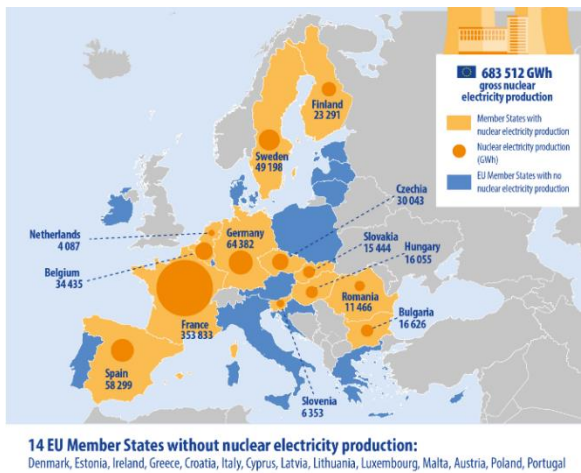 683 512 GWh
gross nuclear
electricity production
Member States with
nuclear electricity production
Nuclear electricity production
(GWh)
EU Member States with no
nuclear electricity production
Finland
23 291
Sweden
49 198
Czechia
30 043
Netherlands
4 087
Germany
64 382
Slovakia
15 444
Hungary
16 055
Belgium
34 435
Romania
11 466
France
353 833
Bulgaria
16 626
Spain
58 299
Slovenia
6 353
14 EU Member States without nuclear electricity production:
Denmark, Estonia, Ireland, Greece, Croatia, Italy, Cyprus, Latvia, Lithuania, Luxembourg, Malta, Austria, Poland, Portugal